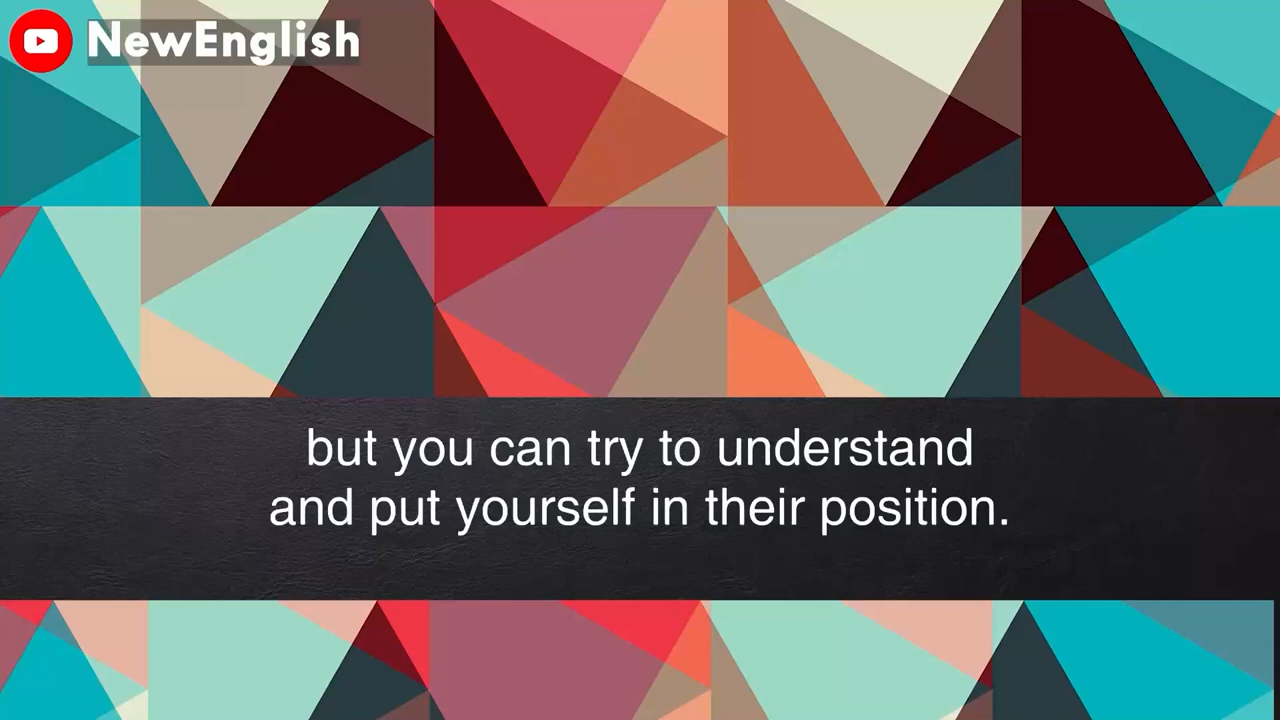 NewEnglish
but you can try to understand
and put yourself in their position.